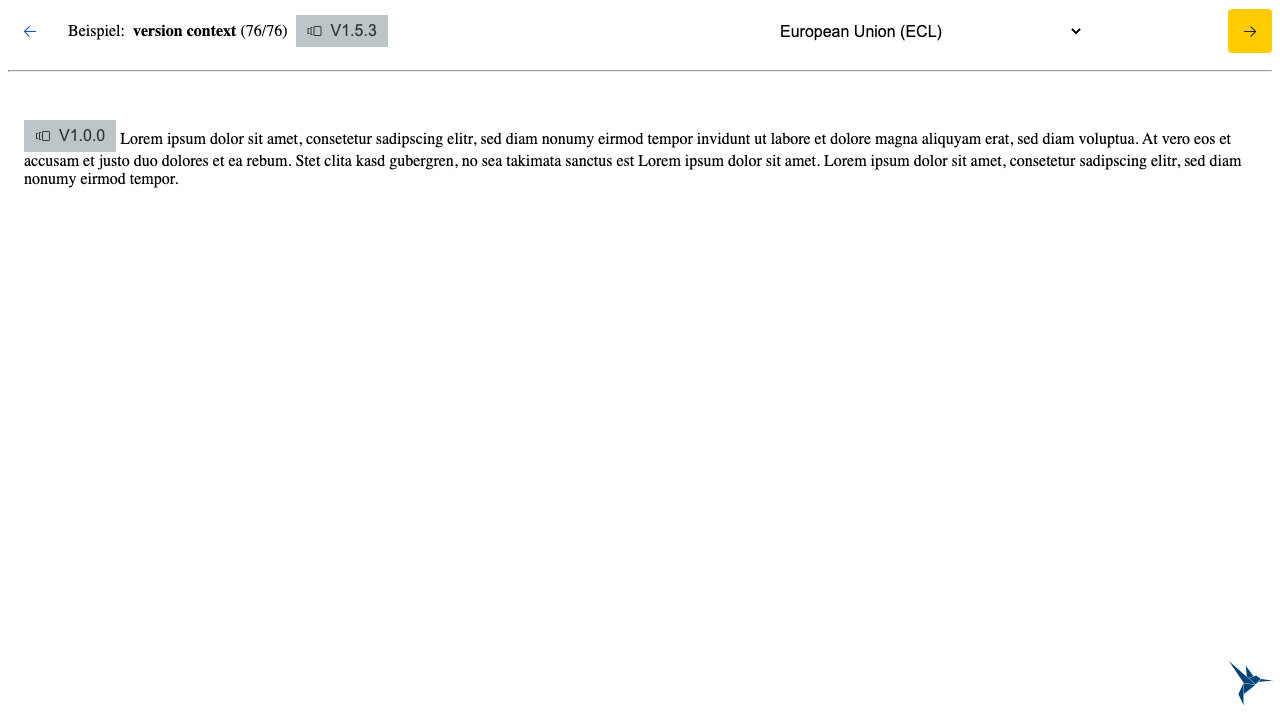 Beispiel: version context (76/76) V1.5.3 European Union (ECL)
V1.0.0 Lorem ipsum dolor sit amet, consetetur sadipscing elitr, sed diam nonumy eirmod tempor invidunt ut labore et dolore magna aliquyam erat, sed diam voluptua. At vero eos et
accusam et justo duo dolores et ea rebum. Stet clita kasd gubergren, no sea takimata sanctus est Lorem ipsum dolor sit amet. Lorem ipsum dolor sit amet, consetetur sadipscing elitr, sed diam
nonumy eirmod tempor.